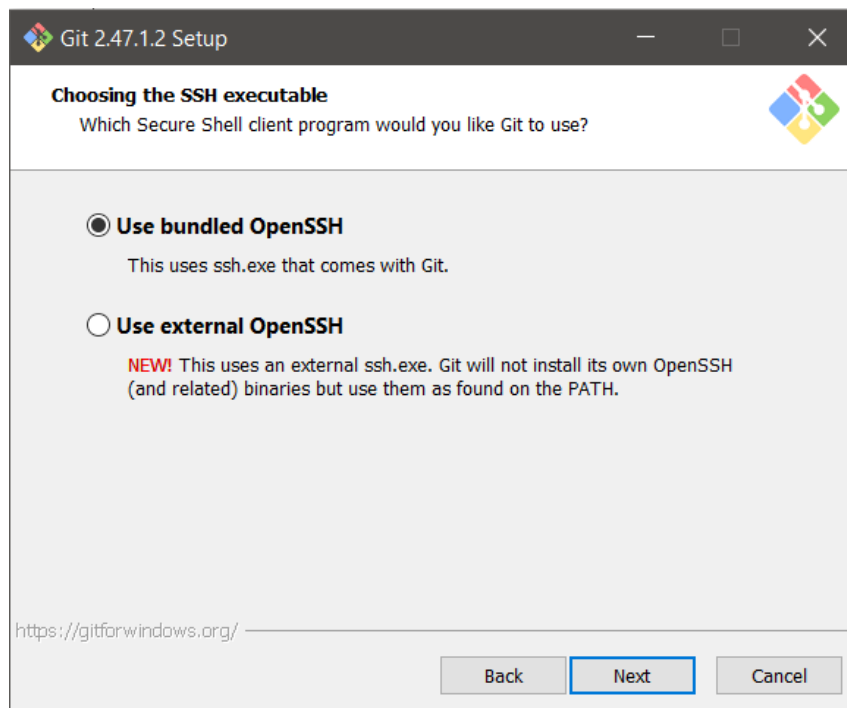 Git 2.47.1.2 Setup
Choosing the SSH executable
Which Secure Shell client program would you like Git to use?
Use bundled OpenSSH
This uses ssh.exe that comes with Git.
Use external OpenSSH
NEW! This uses an external ssh.exe. Git will not install its own OpenSSH
(and related) binaries but use them as found on the PATH.
https://gitforwindows.org/
Back Next Cancel